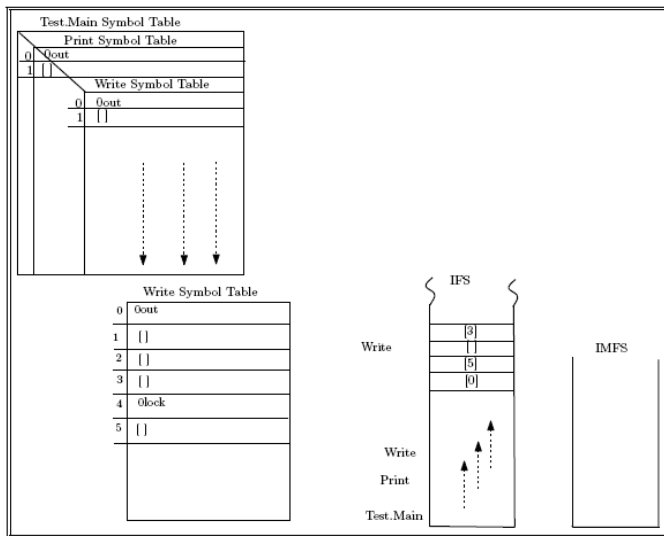 Test.Main Symbol Table
Print Symbol Table
0 0out
1 [ ]
Write Symbol Table
0 0out
1 [ ]
Write Symbol Table
0 0out
1 [ ]
2 [ ]
3 [ ]
4 0lock
5 [ ]
IFS
Write
[3]
[ ]
[5]
[0]
Write
Print
Test.Main
IMFS